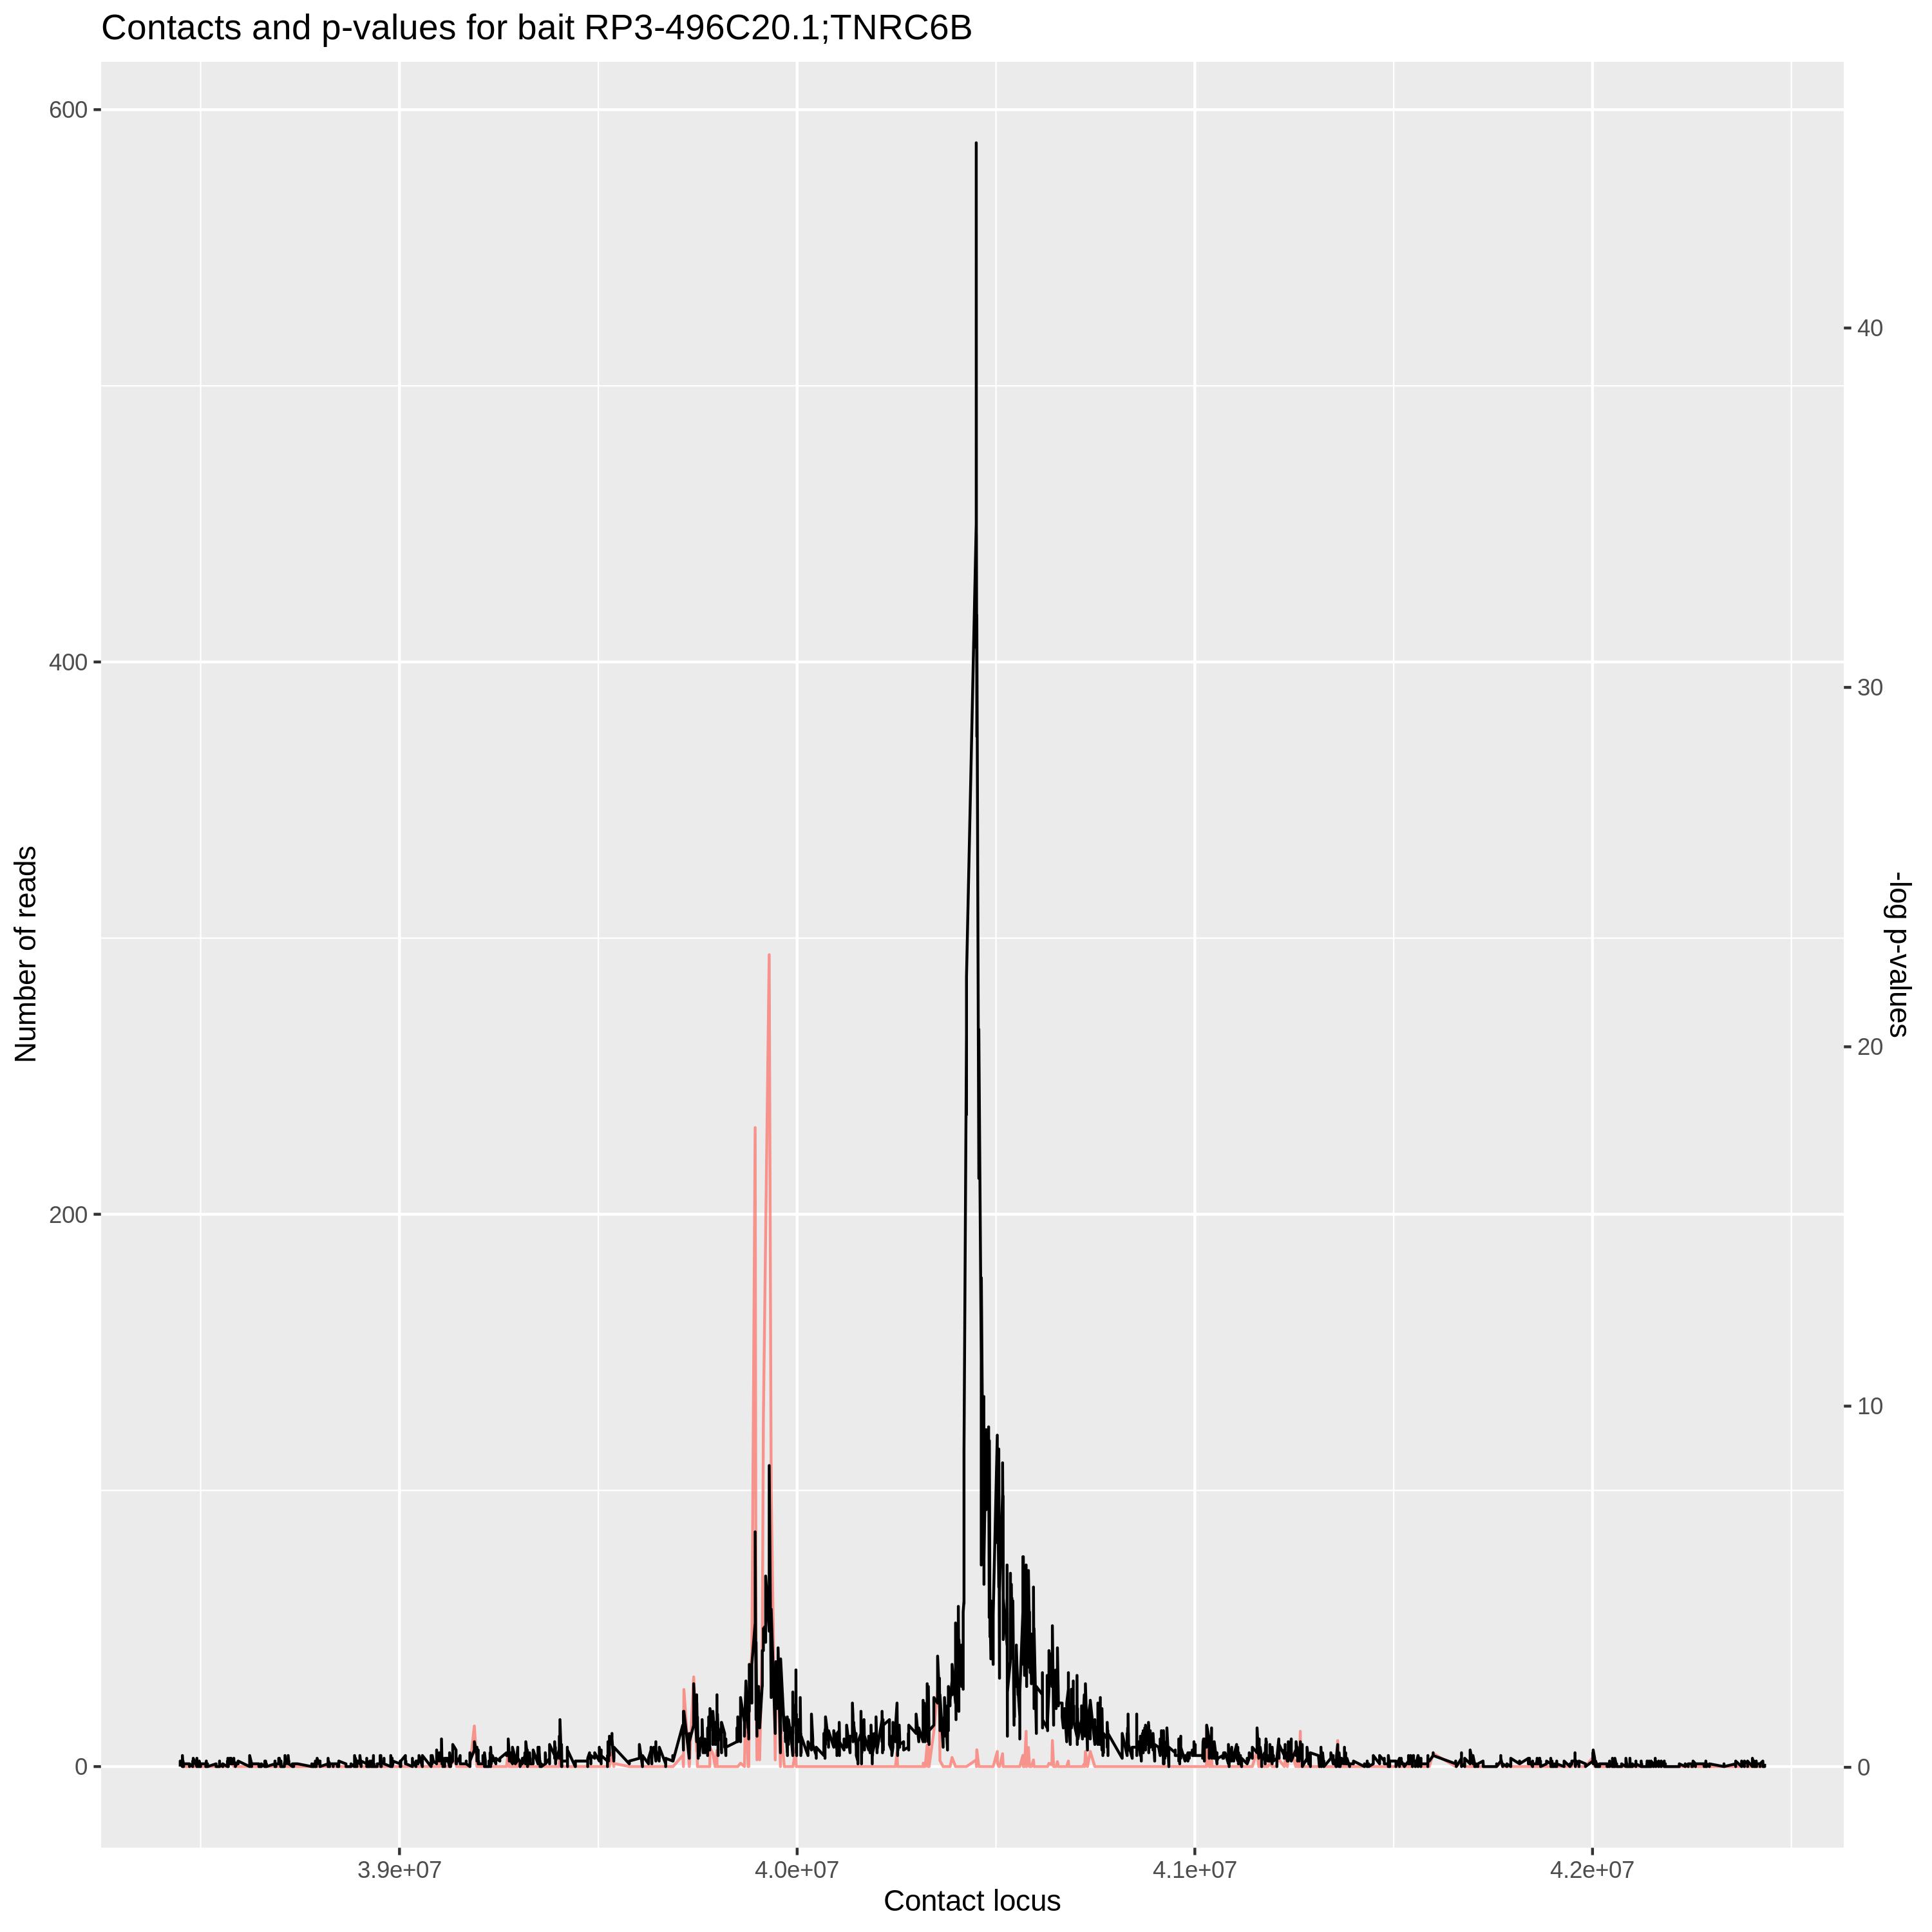 Contacts and p-values for bait RP3-496C20.1;TNRC6B
600
400
200
0
Number of reads
40
30
20
10
0
-log p-values
3.9e+07
4.0e+07
4.1e+07
4.2e+07
Contact locus